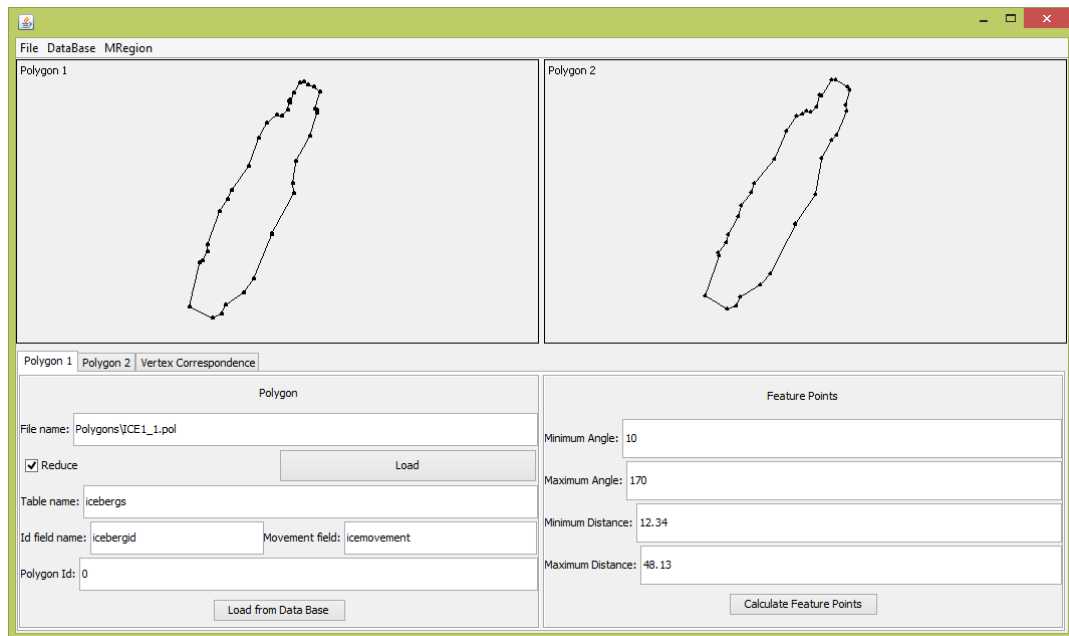 File DataBase MRegion
Polygon 1
Polygon 2
Polygon 1 Polygon 2 Vertex Correspondence
Polygon
File name: Polygons\ICE1_1.pol
Reduce
Load
Table name: icebergs
Id field name: icebergid Movement field: icemovement
Polygon Id: 0
Load from Data Base
Feature Points
Minimum Angle: 10
Maximum Angle: 170
Minimum Distance: 12.34
Maximum Distance: 48.13
Calculate Feature Points